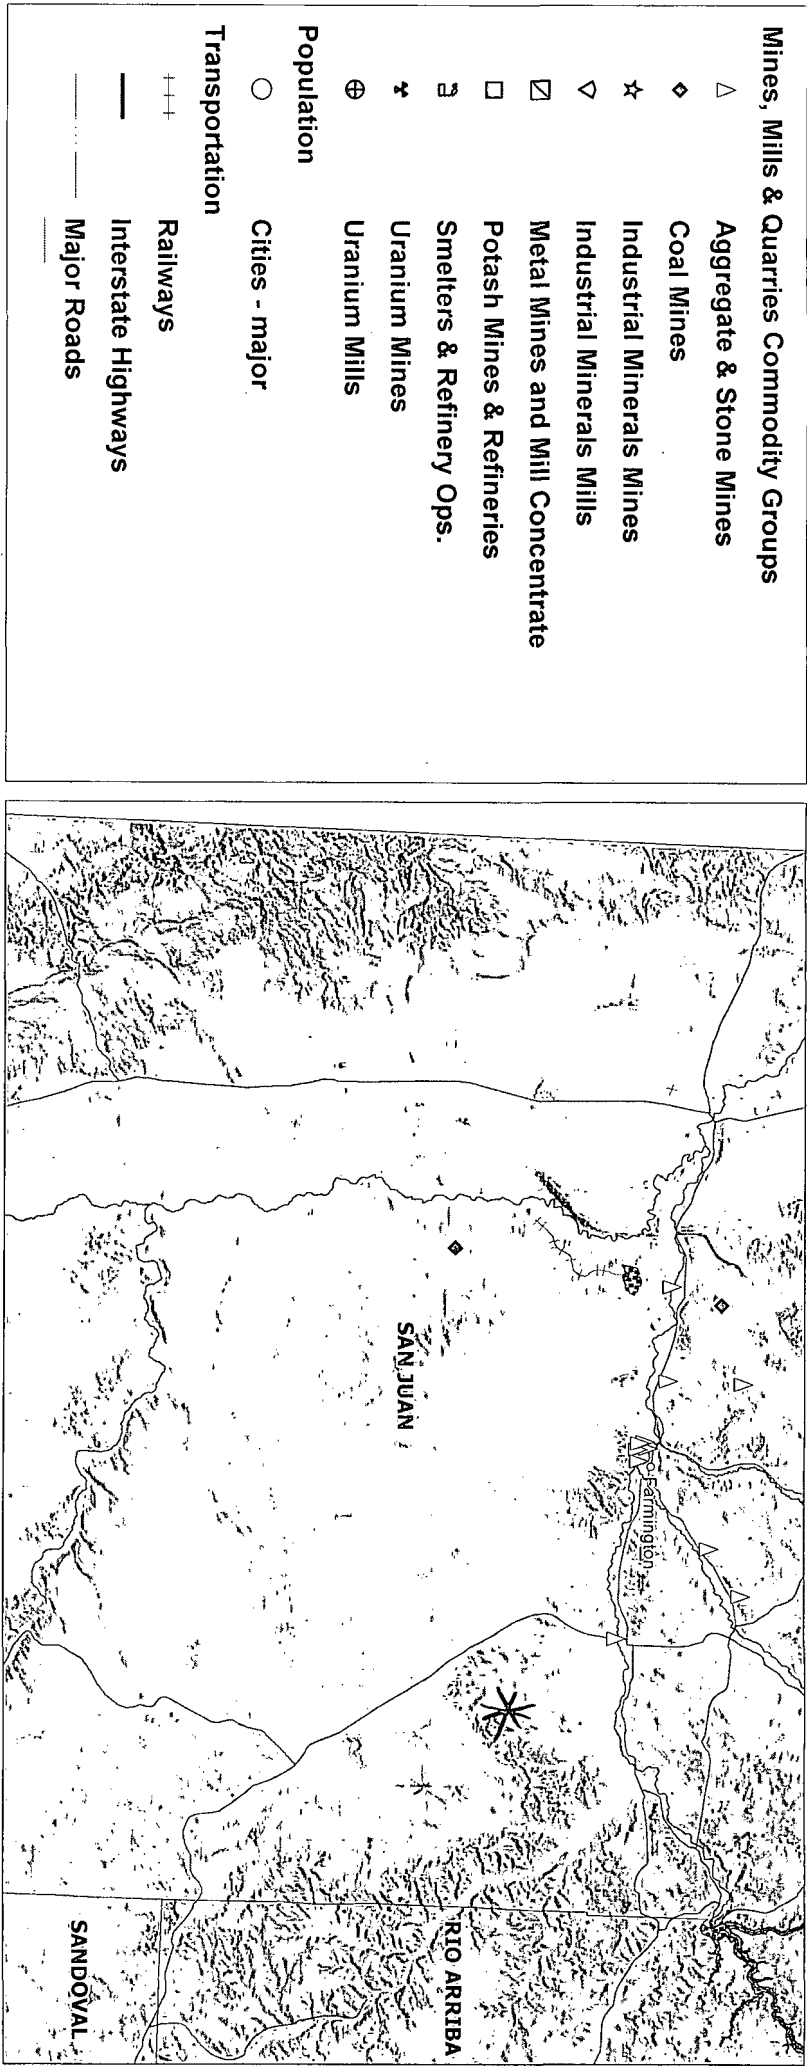 Mines, Mills & Quarries Commodity Groups
Aggregate & Stone Mines
Coal Mines
Industrial Minerals Mines
Industrial Minerals Mills
Metal Mines and Mill Concentrate
Potash Mines & Refineries
Smelters & Refinery Ops.
Uranium Mines
Uranium Mills
Population
Cities - major
Transportation
Railways
Interstate Highways
Major Roads
Farmington
SAN JUAN
RIO ARRIBA
SANDOVAL